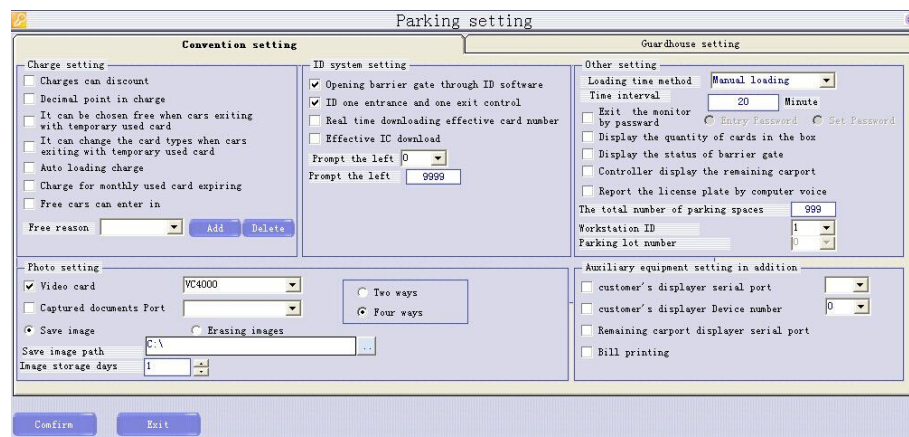 Parking setting
Convention setting
Guardhouse setting
Charge setting
Charges can discount
Decimal point in charge
It can be chosen free when cars exiting
with temporary used card
It can change the card types when cars
exiting with temporary used card
Auto loading charge
Charge for monthly used card expiring
Free cars can enter in
Free reason
Add
Delete
ID system setting
Opening barrier gate through ID software
ID one entrance and one exit control
Real time downloading effective card number
Effective IC download
Prompt the left 0
Prompt the left 9999
Other setting
Loading time method Manual loading
Time interval 20 Minute
Exit the monitor
by passward
Entry Password
Set Password
Display the quantity of cards in the box
Display the status of barrier gate
Controller display the remaining carport
Report the license plate by computer voice
The total number of parking spaces 999
Workstation ID 1
Parking lot number 0
Photo setting
Video card VC4000
Captured documents Port
Two ways
Four ways
Save image
Erasing images
Save image path C:\
..
Image storage days 1
Auxiliary equipment setting in addition
customer's displayer serial port
customer's displayer Device number 0
Remaining carport displayer serial port
Bill printing
Confirm
Exit